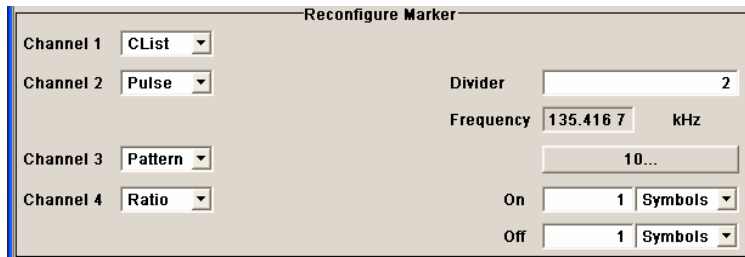 Reconfigure Marker
Channel 1 CList
Channel 2 Pulse Divider 2
Frequency 135.416 7 kHz
Channel 3 Pattern 10...
Channel 4 Ratio On 1 Symbols
Off 1 Symbols